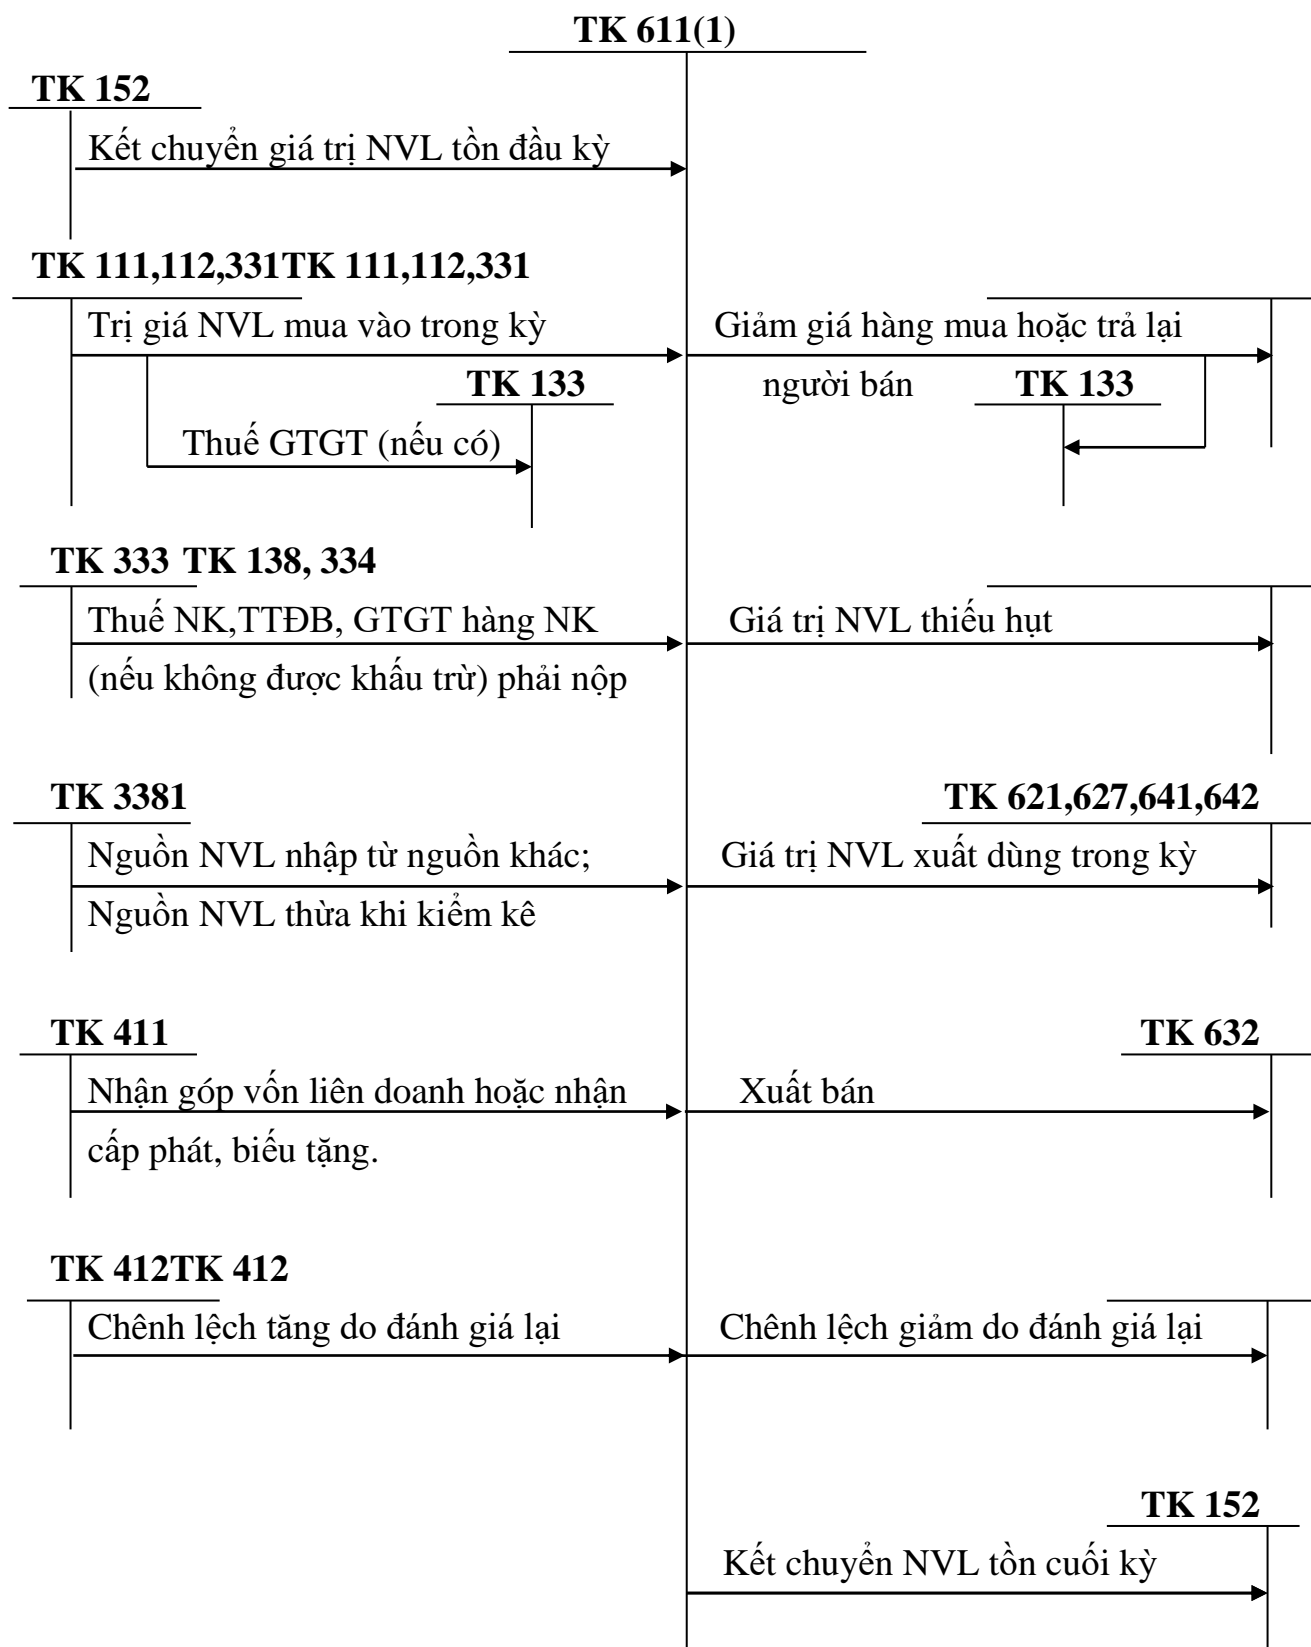 TK 611(1)
TK 152
Kết chuyển giá trị NVL tồn đầu kỳ
TK 111,112,331TK 111,112,331
Trị giá NVL mua vào trong kỳ
Giảm giá hàng mua hoặc trả lại
người bán
TK 133
TK 133
Thuế GTGT (nếu có)
TK 333 TK 138, 334
Thuế NK,TTĐB, GTGT hàng NK
(nếu không được khấu trừ) phải nộp
Giá trị NVL thiếu hụt
TK 3381
TK 621,627,641,642
Nguồn NVL nhập từ nguồn khác;
Nguồn NVL thừa khi kiểm kê
Giá trị NVL xuất dùng trong kỳ
TK 411
TK 632
Nhận góp vốn liên doanh hoặc nhận
cấp phát, biếu tặng.
Xuất bán
TK 412TK 412
Chênh lệch tăng do đánh giá lại
Chênh lệch giảm do đánh giá lại
TK 152
Kết chuyển NVL tồn cuối kỳ